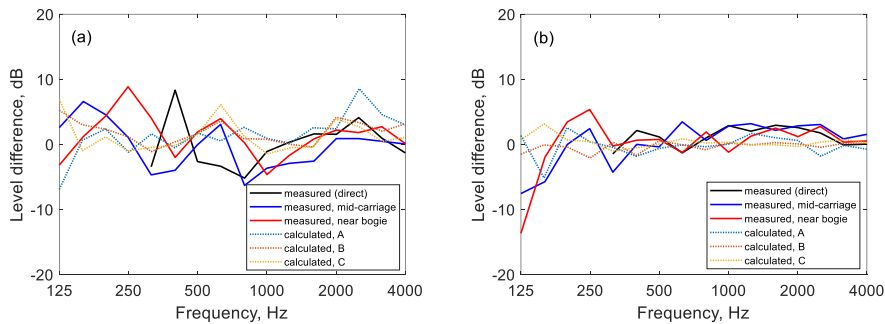 (a)
20
10
0
-10
-20
Level difference, dB
125
250
500
1000
2000
4000
Frequency, Hz
measured (direct)
measured, mid-carriage
measured, near bogie
calculated, A
calculated, B
calculated, C
(b)
20
10
0
-10
-20
Level difference, dB
125
250
500
1000
2000
4000
Frequency, Hz
measured (direct)
measured, mid-carriage
measured, near bogie
calculated, A
calculated, B
calculated, C